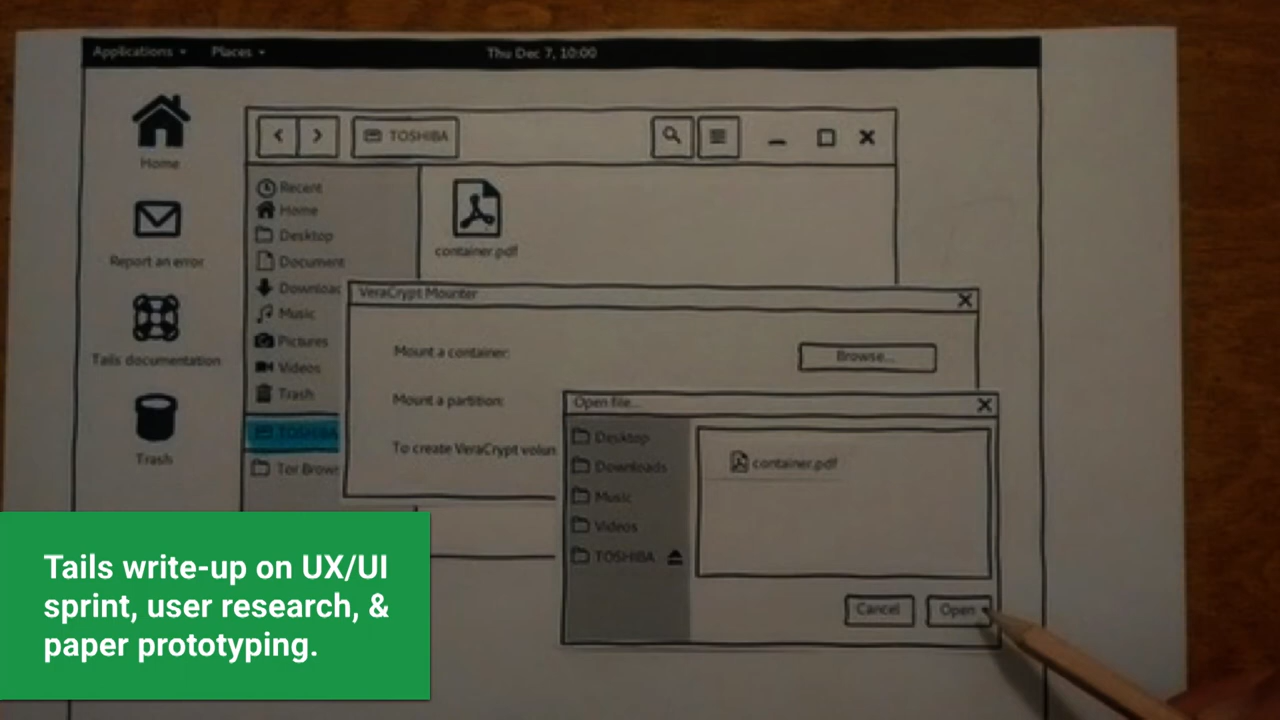 Applications
Places
Thu Dec 7, 10:00
Home
Report an error
Tails documentation
Trash
TOSHIBA
Recent
Home
Desktop
Document
Downloa
Music
Pictures
Videos
Trash
TOSHIBA
Tor Brow
container.pdf
VeraCrypt Mounter
Mount a container:
Browse...
Mount a partition:
To create VeraCrypt volun
Open file...
Desktop
Downloads
Music
Videos
TOSHIBA
container.pdf
Cancel
Open
Tails write-up on UX/UI
sprint, user research, &
paper prototyping.